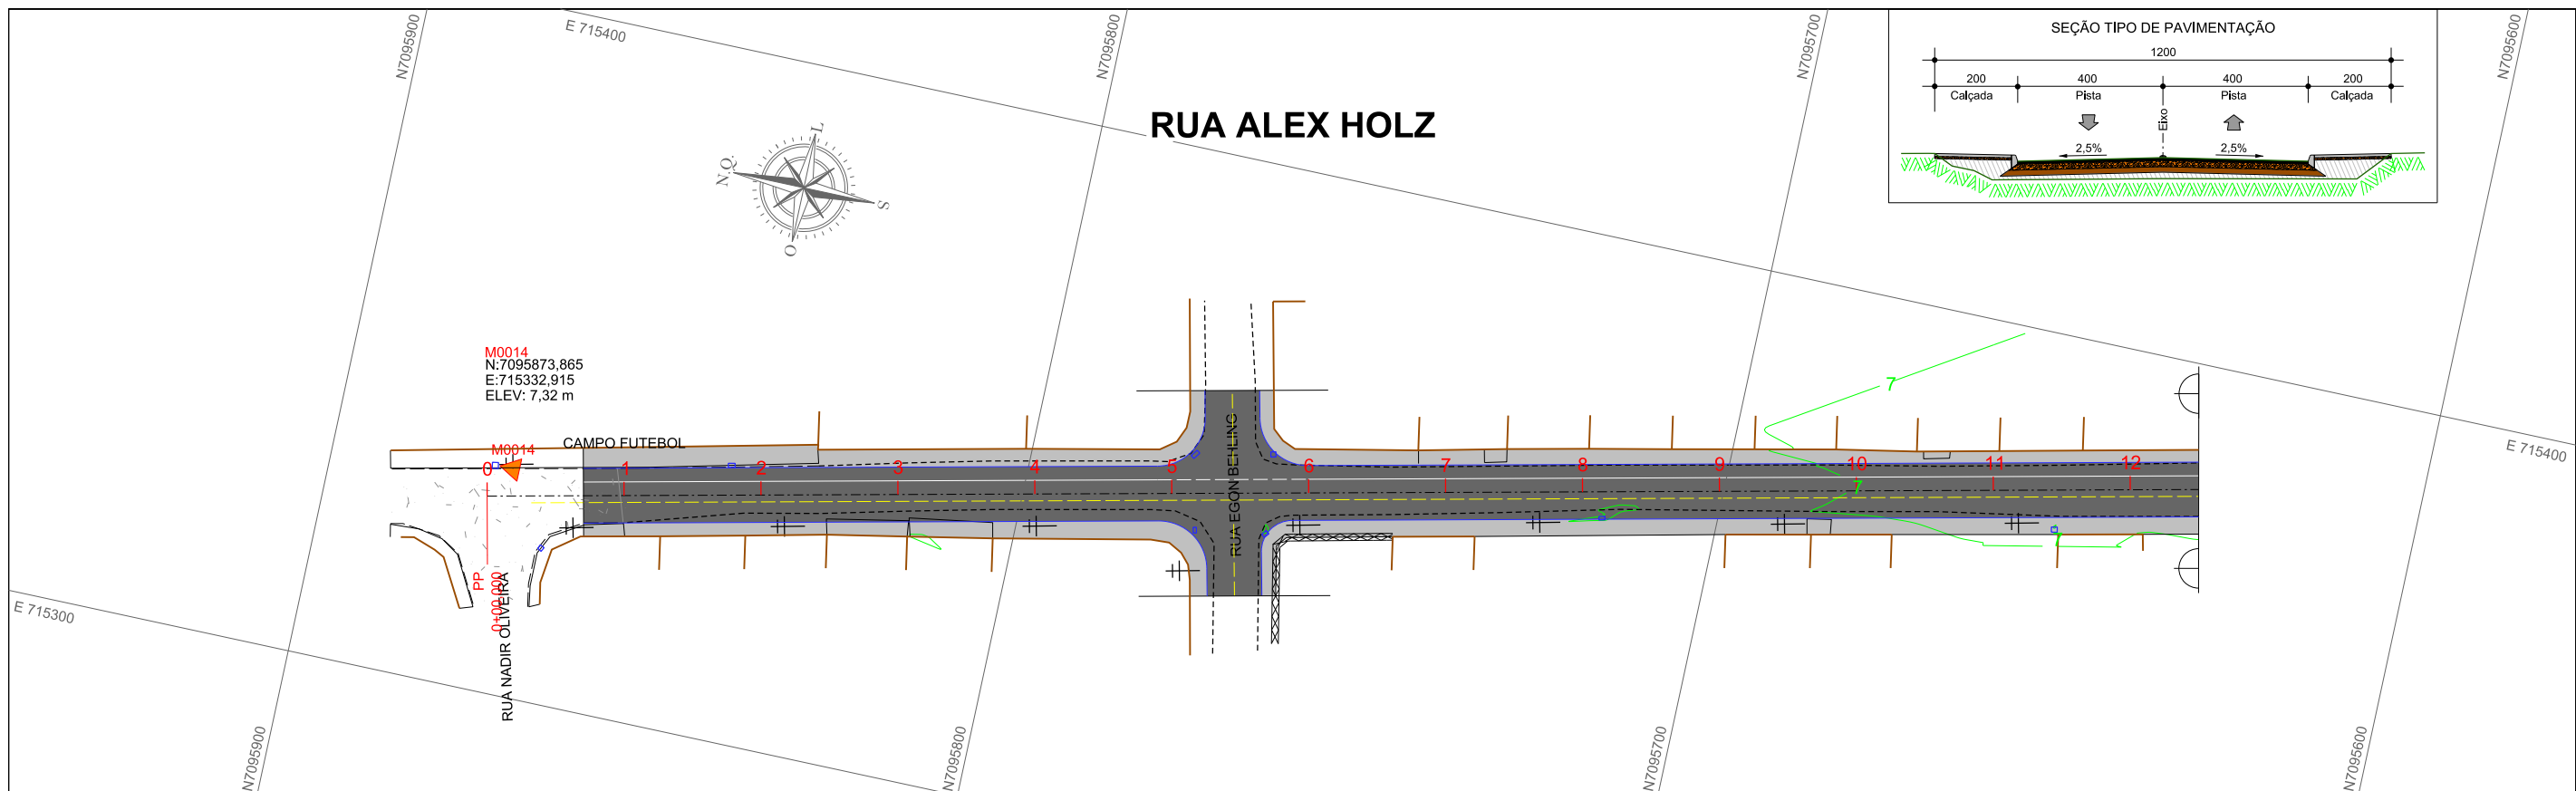 N7095900
E 715400
N7095800
N7095700
N7095600
SEÇÃO TIPO DE PAVIMENTAÇÃO
1200
200
400
400
200
Calçada
Pista
Pista
Calçada
Eixo
2,5%
2,5%
RUA ALEX HOLZ
L
N.Q.
S
O
M0014
N:7095873,865
E:715332,915
ELEV: 7,32 m
7
CAMPO FUTEBOL
M0014
E 715400
0
1
2
3
4
5
6
7
8
9
10
11
12
7
RUA EGON BEHLING
PP
0+00,000
RUA NADIR OLIVEIRA
E 715300
N7095900
N7095800
N7095700
N7095600